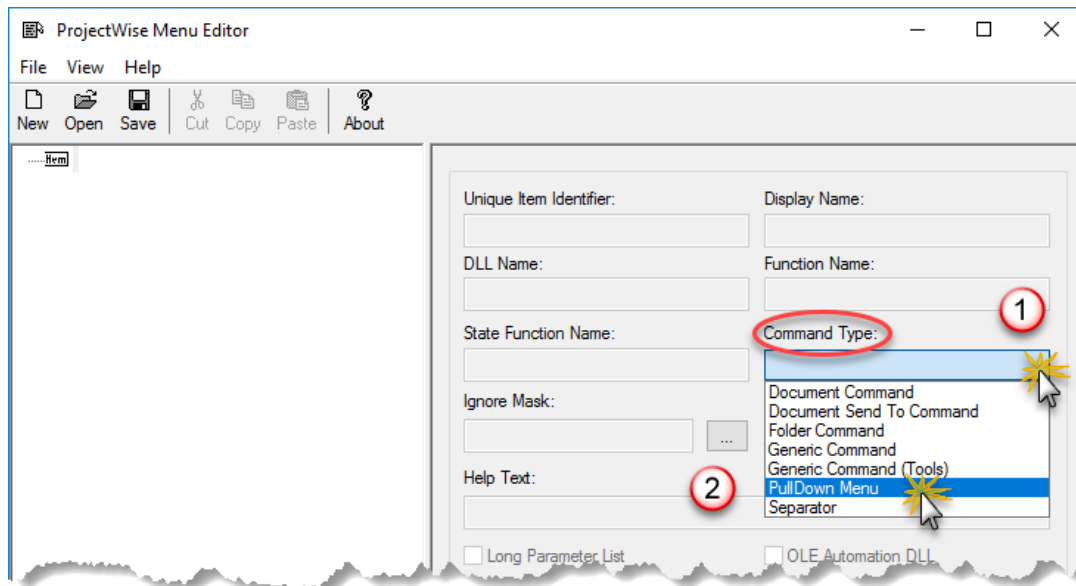 ProjectWise Menu Editor
File View Help
New Open Save Cut Copy Paste About
Item
Unique Item Identifier: Display Name:
DLL Name: Function Name:
1
State Function Name: Command Type:
Document Command
Document Send To Command
Ignore Mask:
Folder Command
Generic Command
...
Generic Command (Tools)
Help Text:
2
PullDown Menu
Separator
Long Parameter List OLE Automation DLL